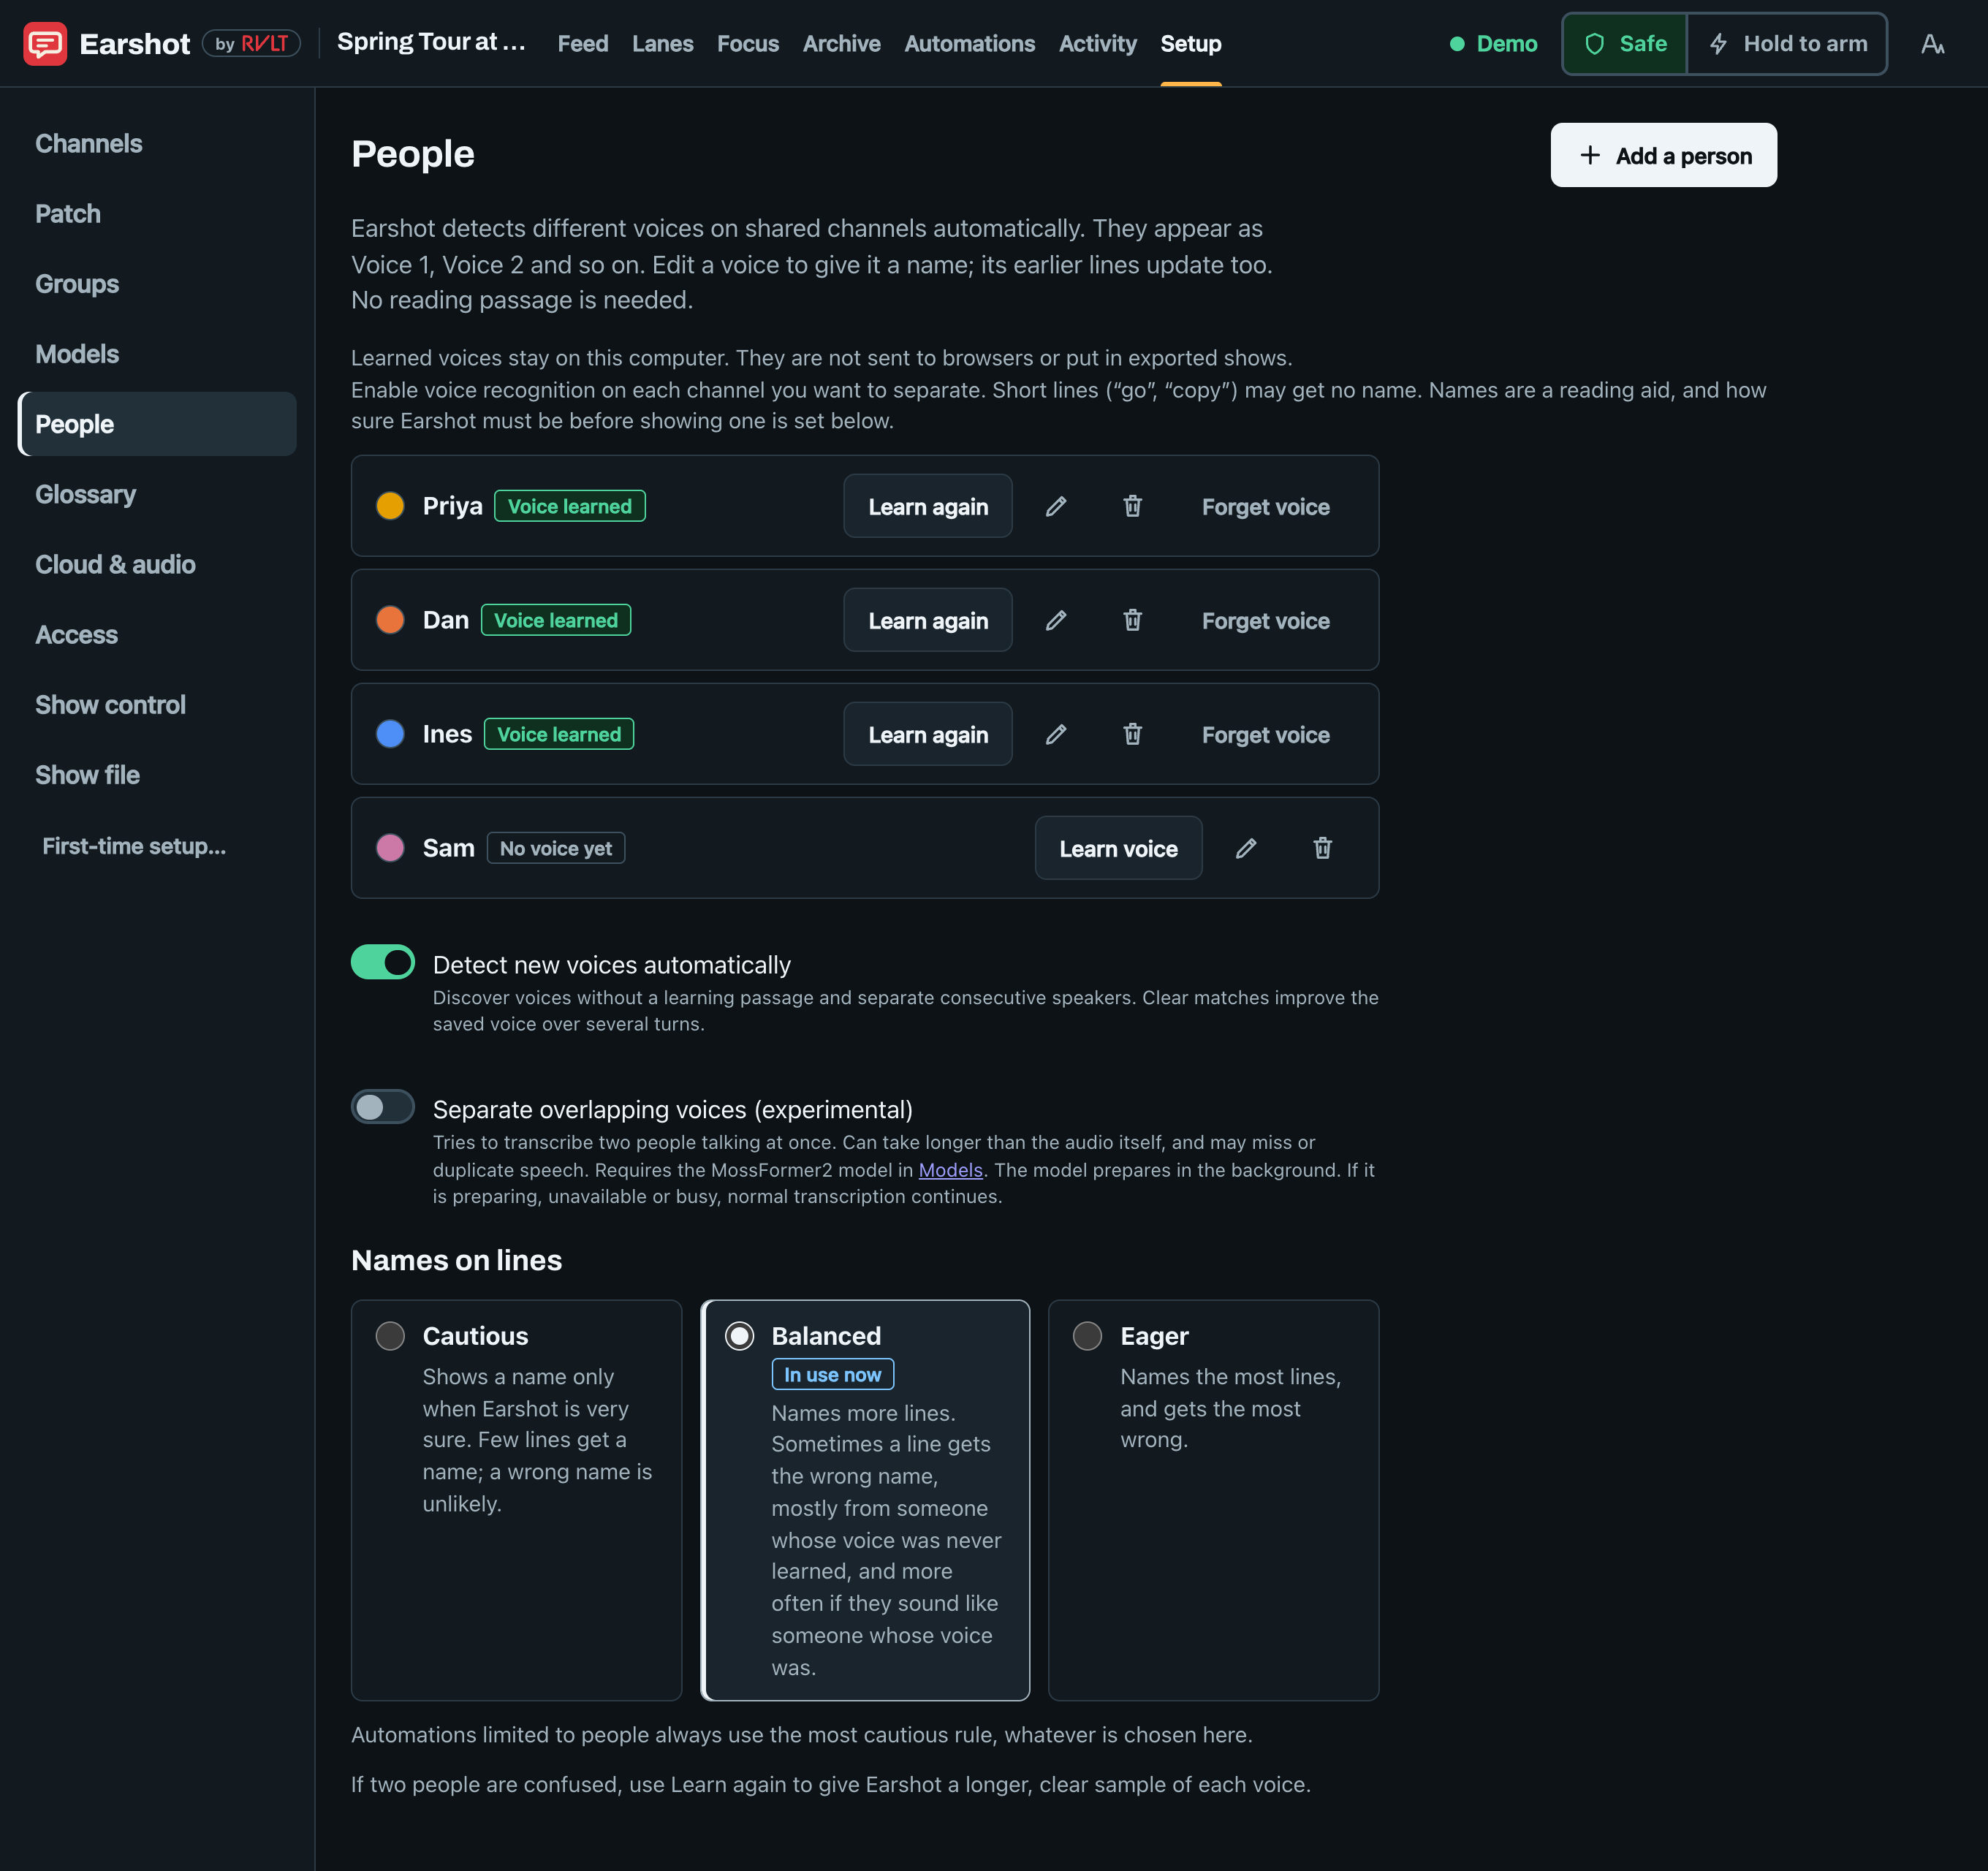 Earshot by RVLT Spring Tour at ... Feed Lanes Focus Archive Automations Activity Setup Demo Safe Hold to arm
Channels
Patch
Groups
Models
People
Glossary
Cloud & audio
Access
Show control
Show file
First-time setup...
People
Add a person
Earshot detects different voices on shared channels automatically. They appear as
Voice 1, Voice 2 and so on. Edit a voice to give it a name; its earlier lines update too.
No reading passage is needed.
Learned voices stay on this computer. They are not sent to browsers or put in exported shows.
Enable voice recognition on each channel you want to separate. Short lines (“go”, “copy”) may get no name. Names are a reading aid, and how
sure Earshot must be before showing one is set below.
Priya Voice learned Learn again Forget voice
Dan Voice learned Learn again Forget voice
Ines Voice learned Learn again Forget voice
Sam No voice yet Learn voice
Detect new voices automatically
Discover voices without a learning passage and separate consecutive speakers. Clear matches improve the
saved voice over several turns.
Separate overlapping voices (experimental)
Tries to transcribe two people talking at once. Can take longer than the audio itself, and may miss or
duplicate speech. Requires the MossFormer2 model in Models. The model prepares in the background. If it
is preparing, unavailable or busy, normal transcription continues.
Names on lines
Cautious
Shows a name only
when Earshot is very
sure. Few lines get a
name; a wrong name is
unlikely.
Balanced
In use now
Names more lines.
Sometimes a line gets
the wrong name,
mostly from someone
whose voice was never
learned, and more
often if they sound like
someone whose voice
was.
Eager
Names the most lines,
and gets the most
wrong.
Automations limited to people always use the most cautious rule, whatever is chosen here.
If two people are confused, use Learn again to give Earshot a longer, clear sample of each voice.